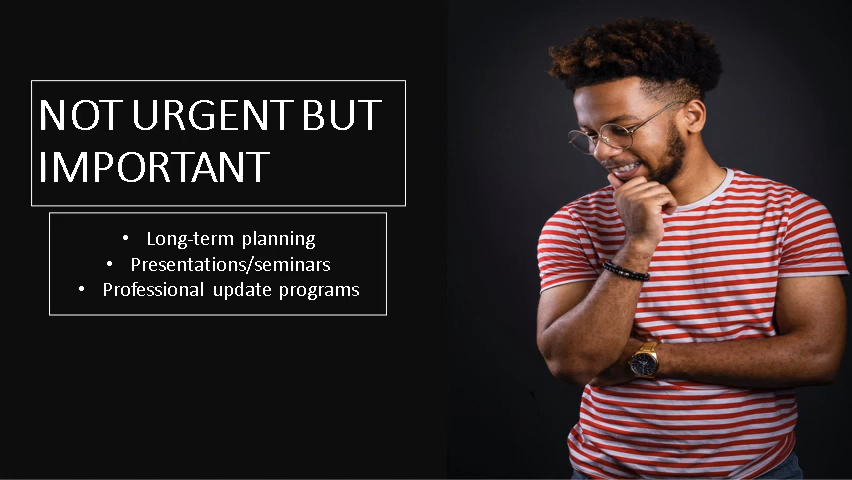 NOT URGENT BUT
IMPORTANT
• Long-term planning
• Presentations/seminars
• Professional update programs